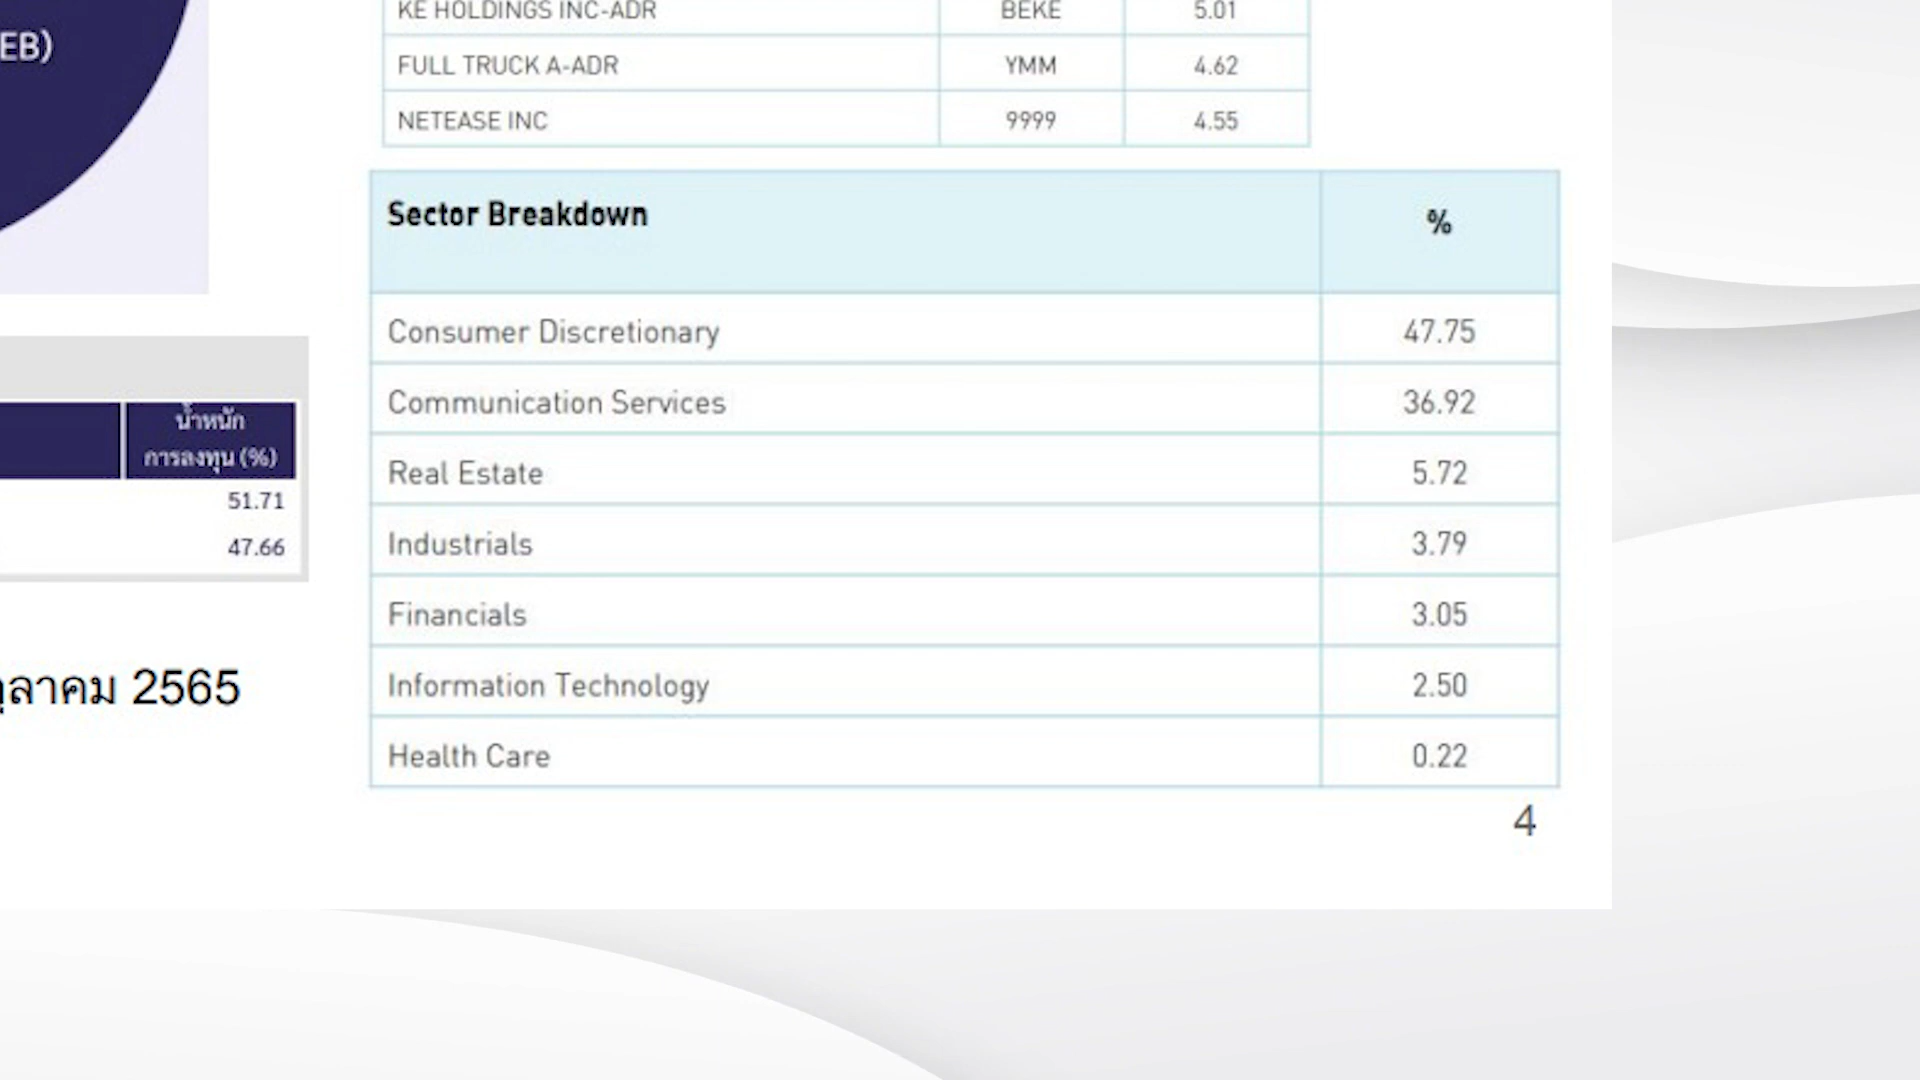 EB)
น้ำหนัก
การลงทุน (%)
51.71
47.66
ุลาคม 2565
KE HOLDINGS INC-ADR BEKE 5.01
FULL TRUCK A-ADR YMM 4.62
NETEASE INC 9999 4.55
Sector Breakdown %
Consumer Discretionary 47.75
Communication Services 36.92
Real Estate 5.72
Industrials 3.79
Financials 3.05
Information Technology 2.50
Health Care 0.22
4